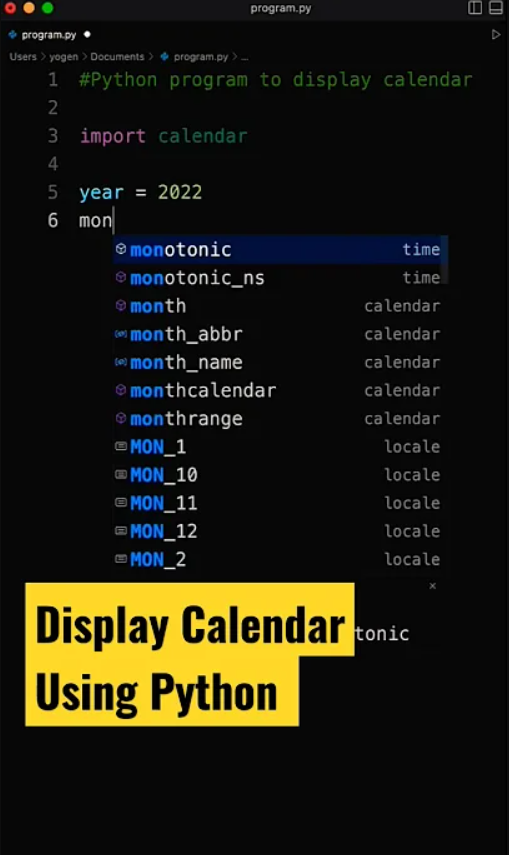 program.py
program.py
Users > yogen > Documents > program.py > ...
1 #Python program to display calendar
2
3 import calendar
4
5 year = 2022
6 mon
monotonic time
monotonic_ns time
month calendar
month_abbr calendar
month_name calendar
monthcalendar calendar
monthrange calendar
MON_1 locale
MON_10 locale
MON_11 locale
MON_12 locale
MON_2 locale
Display Calendar
tonic
Using Python